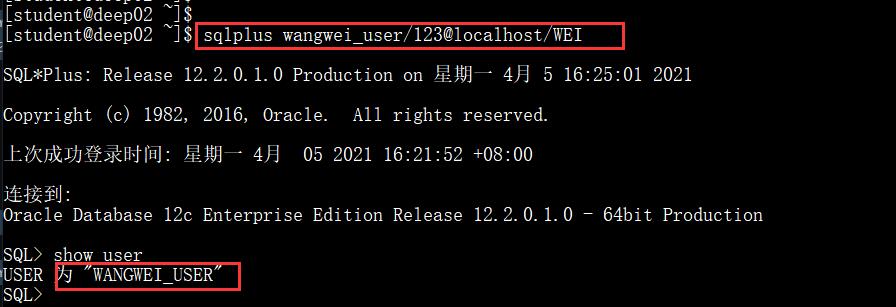 [student@deep02 ~]$
[student@deep02 ~]$ sqlplus wangwei_user/123@localhost/WEI
SQL*Plus: Release 12.2.0.1.0 Production on 星期一 4月 5 16:25:01 2021
Copyright (c) 1982, 2016, Oracle.  All rights reserved.
上次成功登录时间: 星期一 4月  05 2021 16:21:52 +08:00
连接到:
Oracle Database 12c Enterprise Edition Release 12.2.0.1.0 - 64bit Production
SQL> show user
USER 为 "WANGWEI_USER"
SQL>